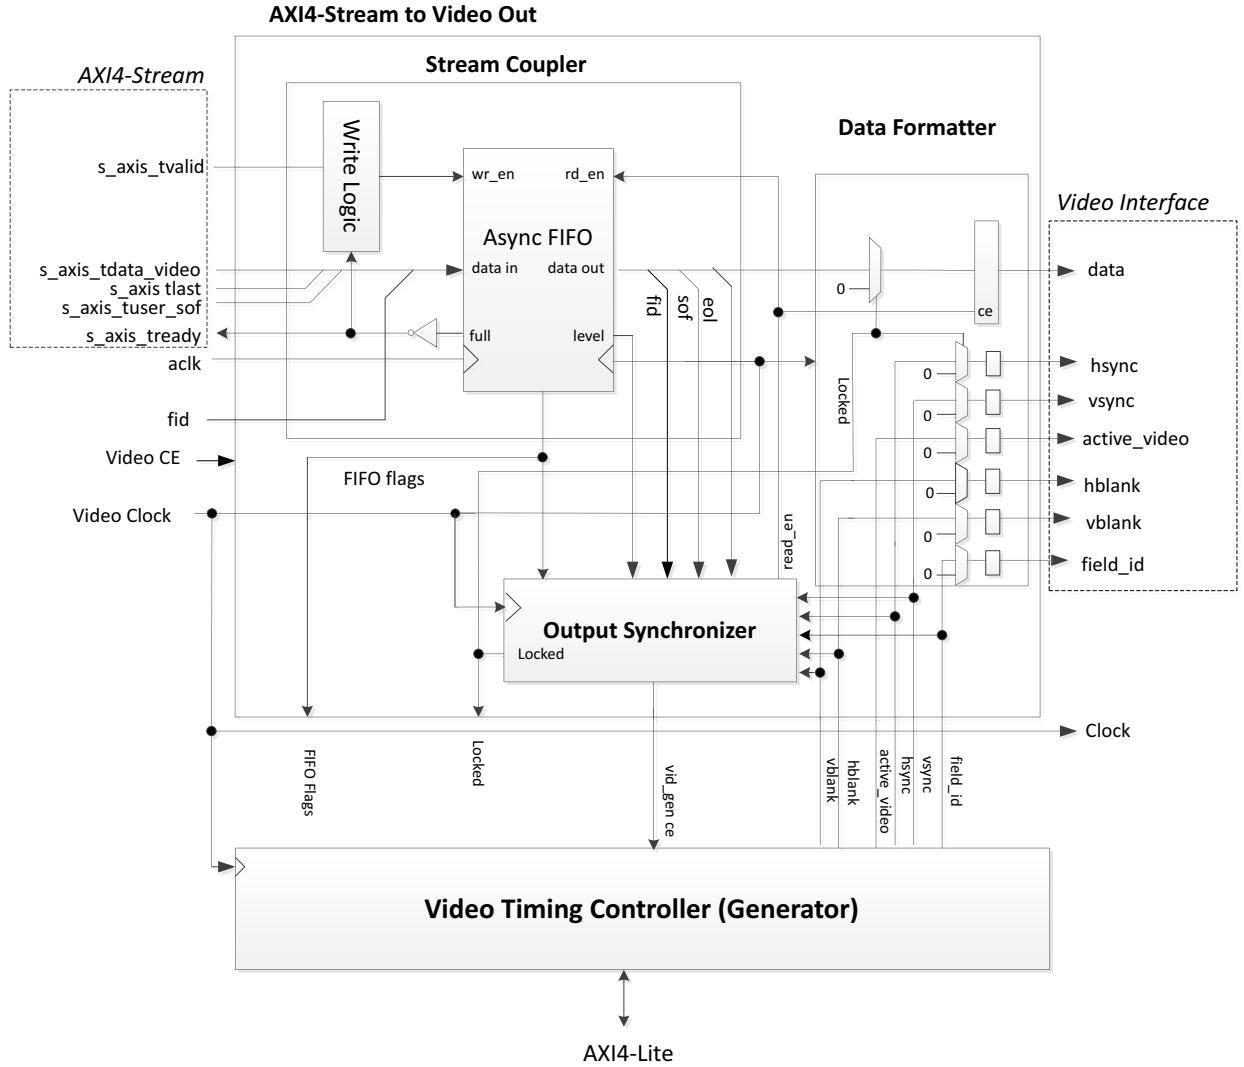 AXI4-Stream to Video Out
Stream Coupler
AXI4-Stream
Data Formatter
Write Logic
s_axis_tvalid
wr_en
rd_en
Video Interface
Async FIFO
s_axis_tdata_video
data in
data out
data
s_axis tlast
0
s_axis_tuser_sof
fid
sof
eol
ce
s_axis_tready
full
level
aclk
hsync
0
Locked
vsync
0
fid
active_video
0
Video CE
FIFO flags
hblank
0
Video Clock
vblank
0
reep_en
field_id
0
Output Synchronizer
Locked
Clock
FIFO Flags
Locked
vid_gen ce
vblank
hblank
active_video
hsync
vsync
field_id
Video Timing Controller (Generator)
AXI4-Lite